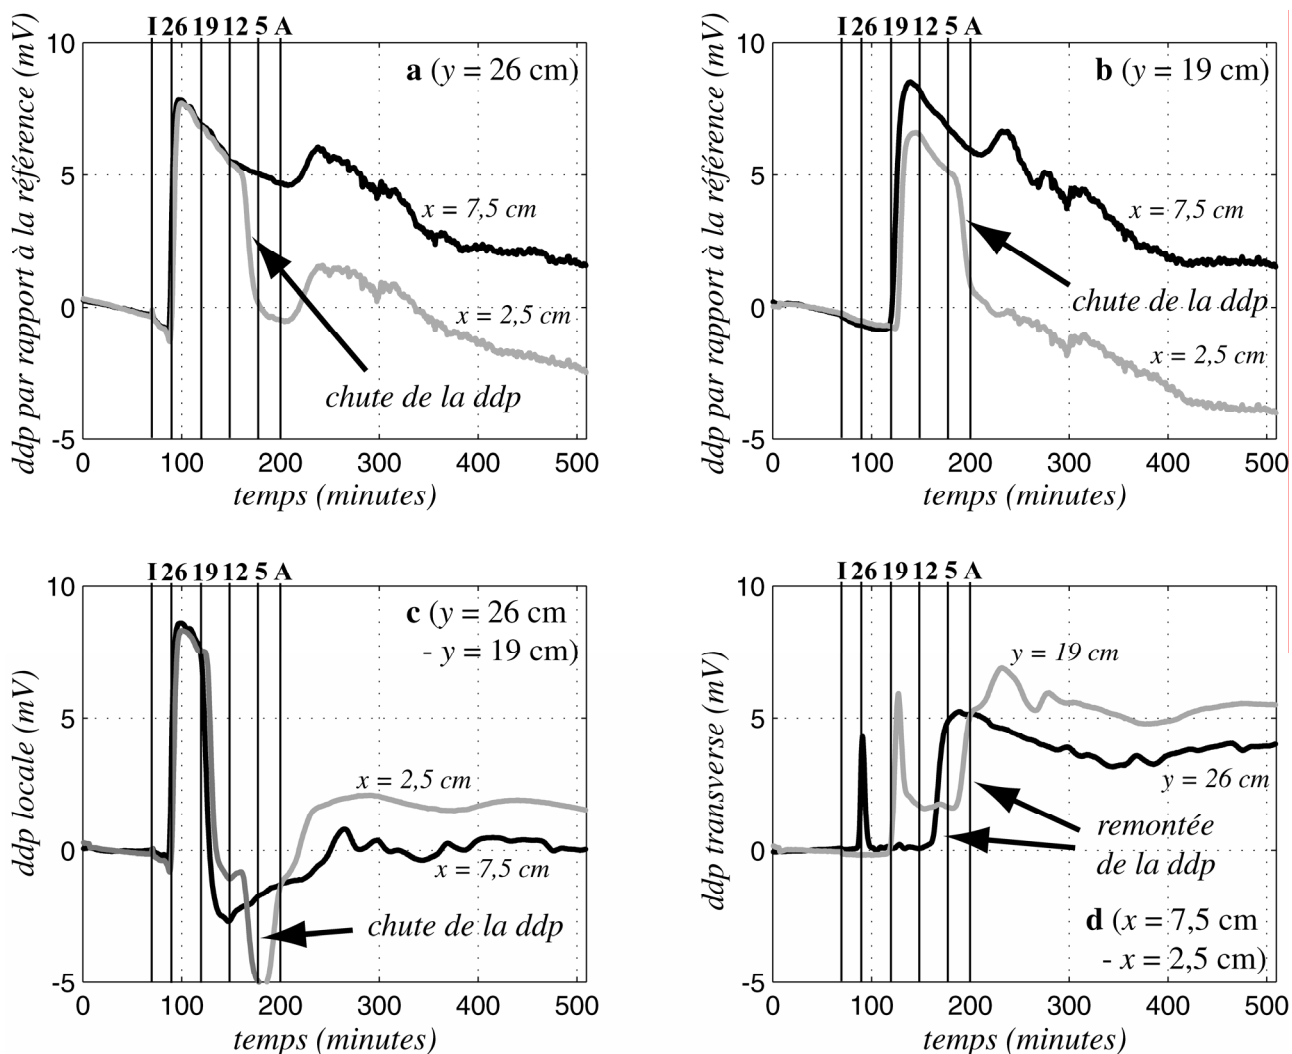 I 26 19 12 5 A
a (y = 26 cm)
x = 7,5 cm
x = 2,5 cm
chute de la ddp
10
5
0
-5
0 100 200 300 400 500
temps (minutes)
ddp par rapport à la référence (mV)
I 26 19 12 5 A
b (y = 19 cm)
x = 7,5 cm
chute de la ddp
x = 2,5 cm
10
5
0
-5
0 100 200 300 400 500
temps (minutes)
ddp par rapport à la référence (mV)
I 26 19 12 5 A
c (y = 26 cm
- y = 19 cm)
x = 2,5 cm
x = 7,5 cm
chute de la ddp
10
5
0
-5
0 100 200 300 400 500
temps (minutes)
ddp locale (mV)
I 26 19 12 5 A
y = 19 cm
y = 26 cm
remontée
de la ddp
d (x = 7,5 cm
- x = 2,5 cm)
10
5
0
-5
0 100 200 300 400 500
temps (minutes)
ddp transverse (mV)